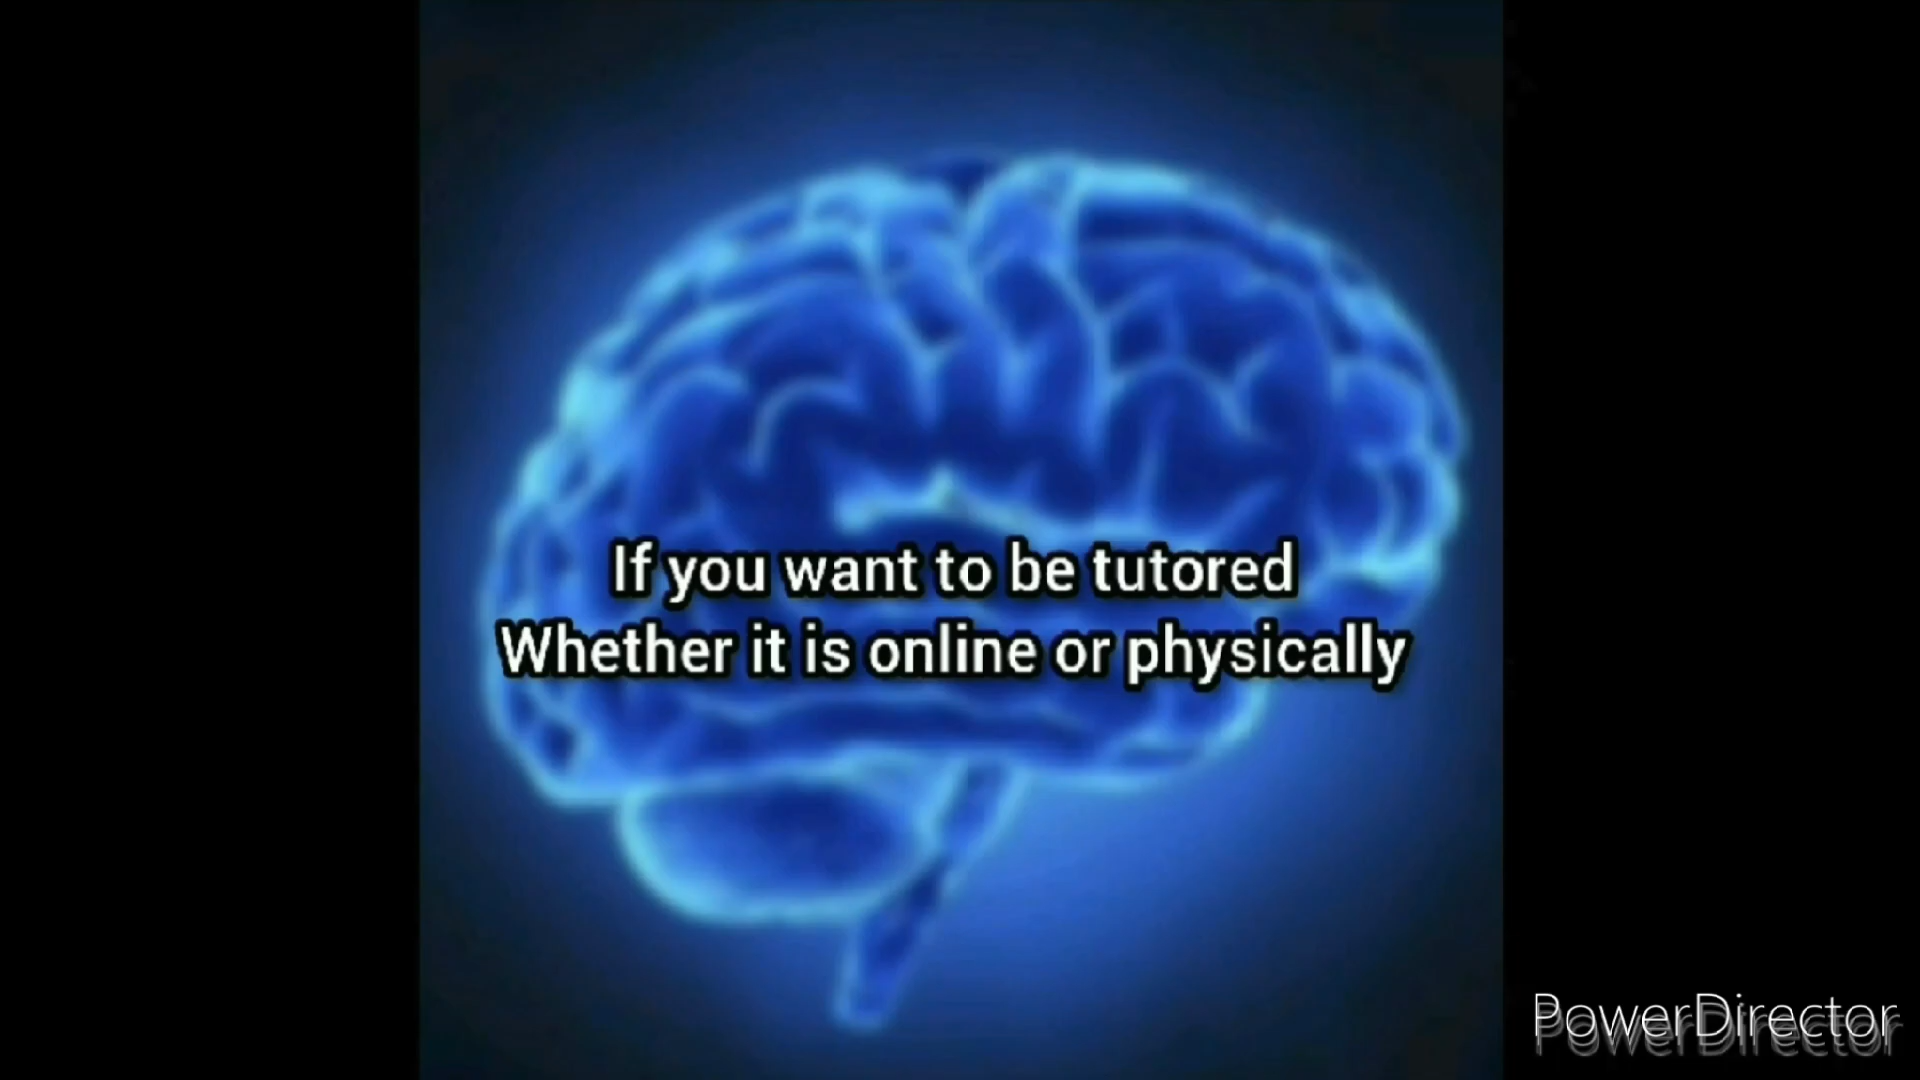 If you want to be tutored
Whether it is online or physically
PowerDirector